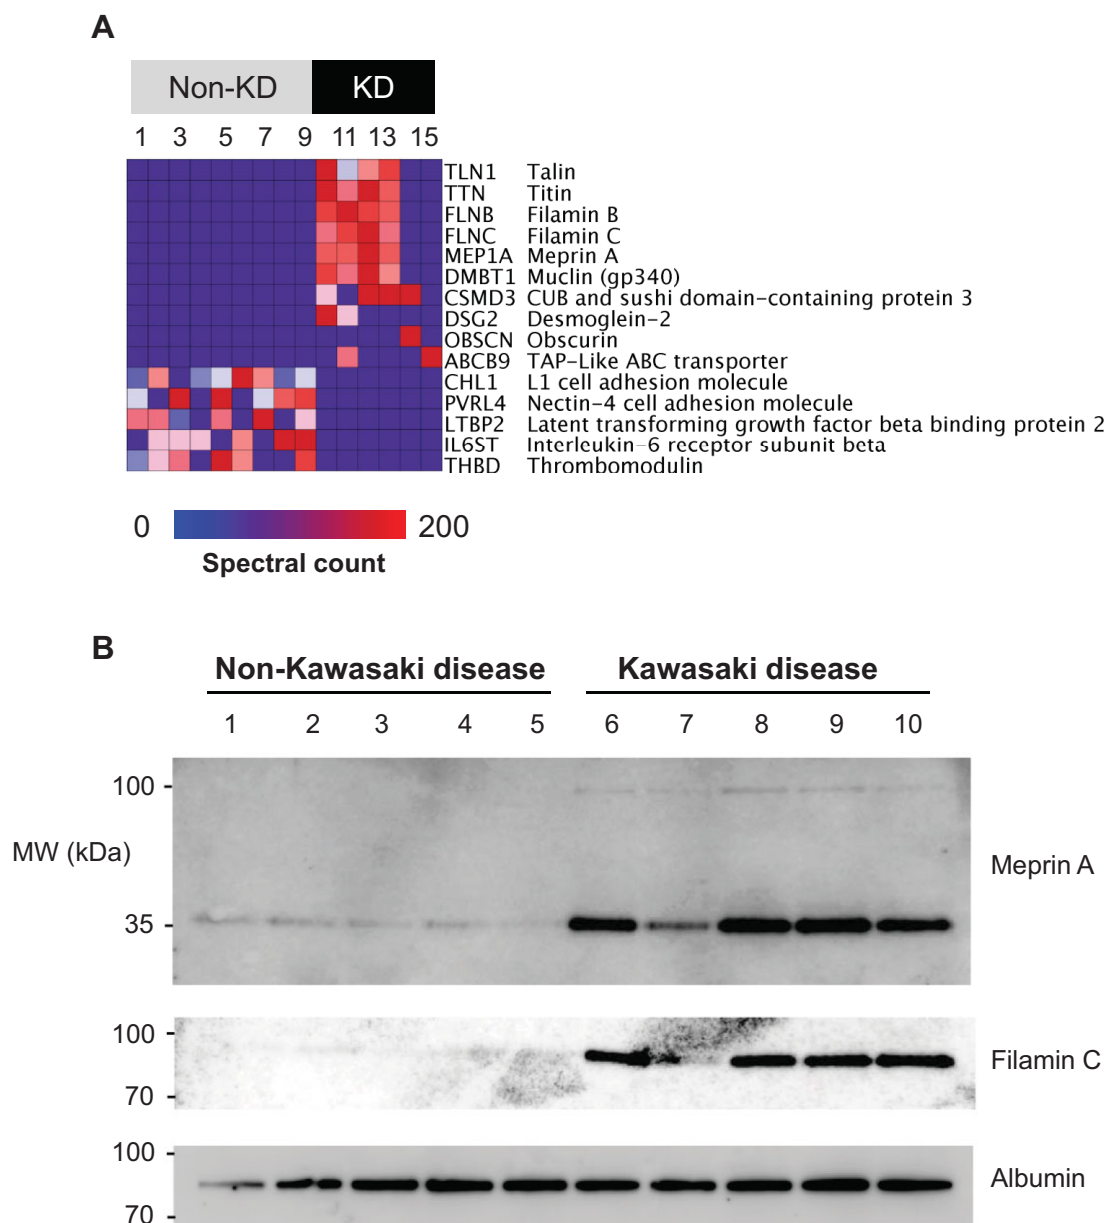 A
Non-KD KD
1 3 5 7 9 11 13 15
TLN1 Talin
TTN Titin
FLNB Filamin B
FLNC Filamin C
MEP1A Meprin A
DMBT1 Muclin (gp340)
CSMD3 CUB and sushi domain-containing protein 3
DSG2 Desmoglein-2
OBSCN Obscurin
ABCB9 TAP-Like ABC transporter
CHL1 L1 cell adhesion molecule
PVRL4 Nectin-4 cell adhesion molecule
LTBP2 Latent transforming growth factor beta binding protein 2
IL6ST Interleukin-6 receptor subunit beta
THBD Thrombomodulin
0 200
Spectral count
B
Non-Kawasaki disease Kawasaki disease
1 2 3 4 5 6 7 8 9 10
100 -
MW (kDa)
Meprin A
35 -
100 -
Filamin C
70 -
100 -
Albumin
70 -